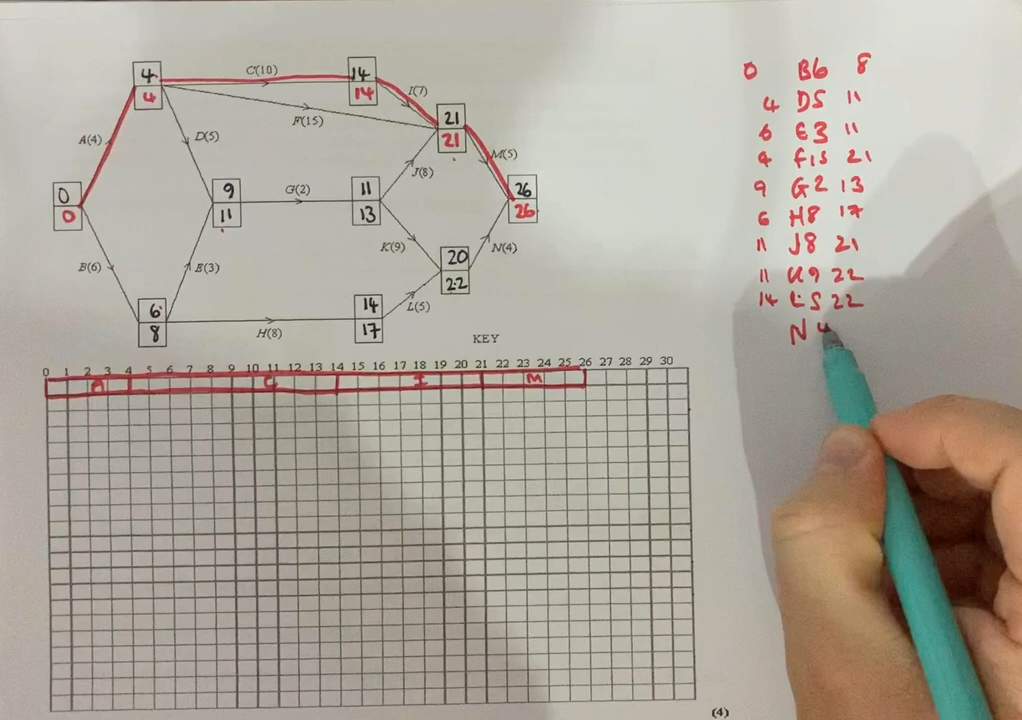 4
4
C(10)
14
14
I(7)
F(15)
21
21
A(4)
D(5)
J(8)
M(5)
0
0
9
11
G(2)
11
13
26
26
B(6)
E(3)
K(9)
N(4)
20
22
6
8
H(8)
14
17
L(5)
KEY
0 1 2 3 4 5 6 7 8 9 10 11 12 13 14 15 16 17 18 19 20 21 22 23 24 25 26 27 28 29 30
A C I M
(4)
0 B6 8
4 D5 11
6 E3 11
4 F15 21
9 G2 13
6 H8 17
11 J8 21
11 K9 22
14 L5 22
N 4